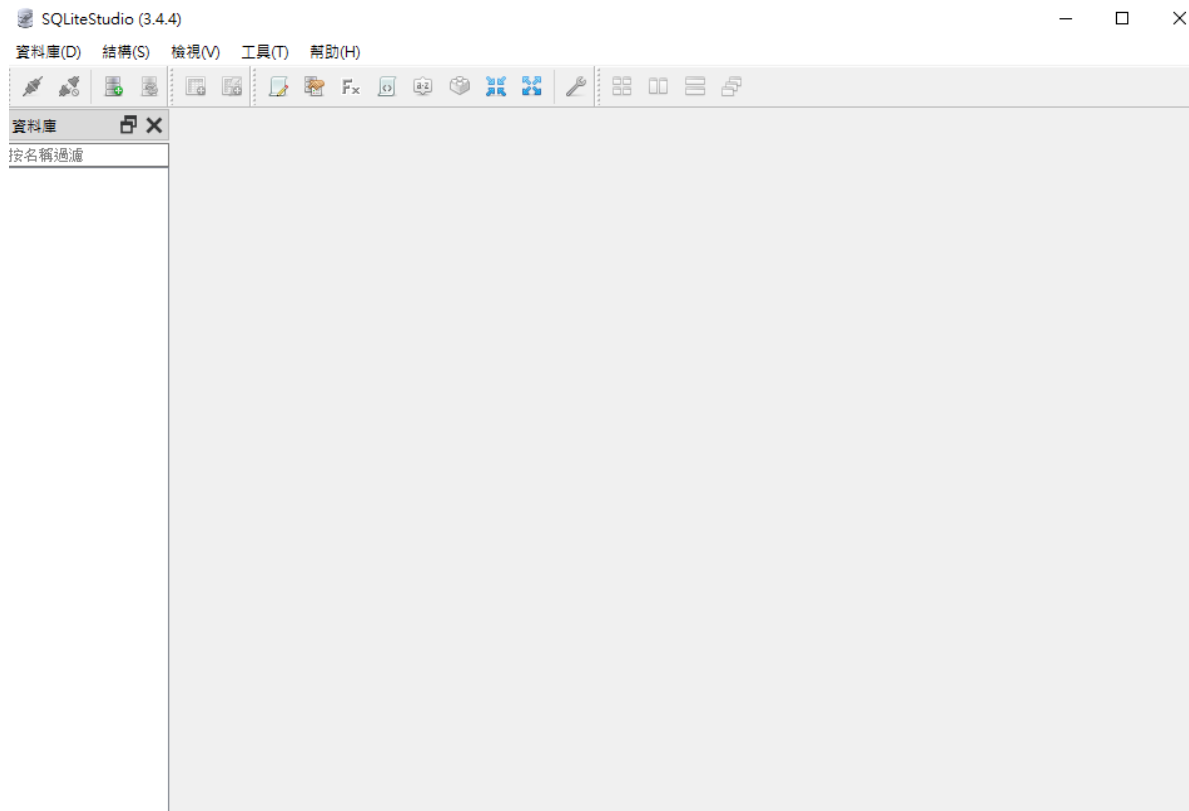 SQLiteStudio (3.4.4)
資料庫(D) 結構(S) 檢視(V) 工具(T) 幫助(H)
Fx a-z
資料庫
按名稱過濾